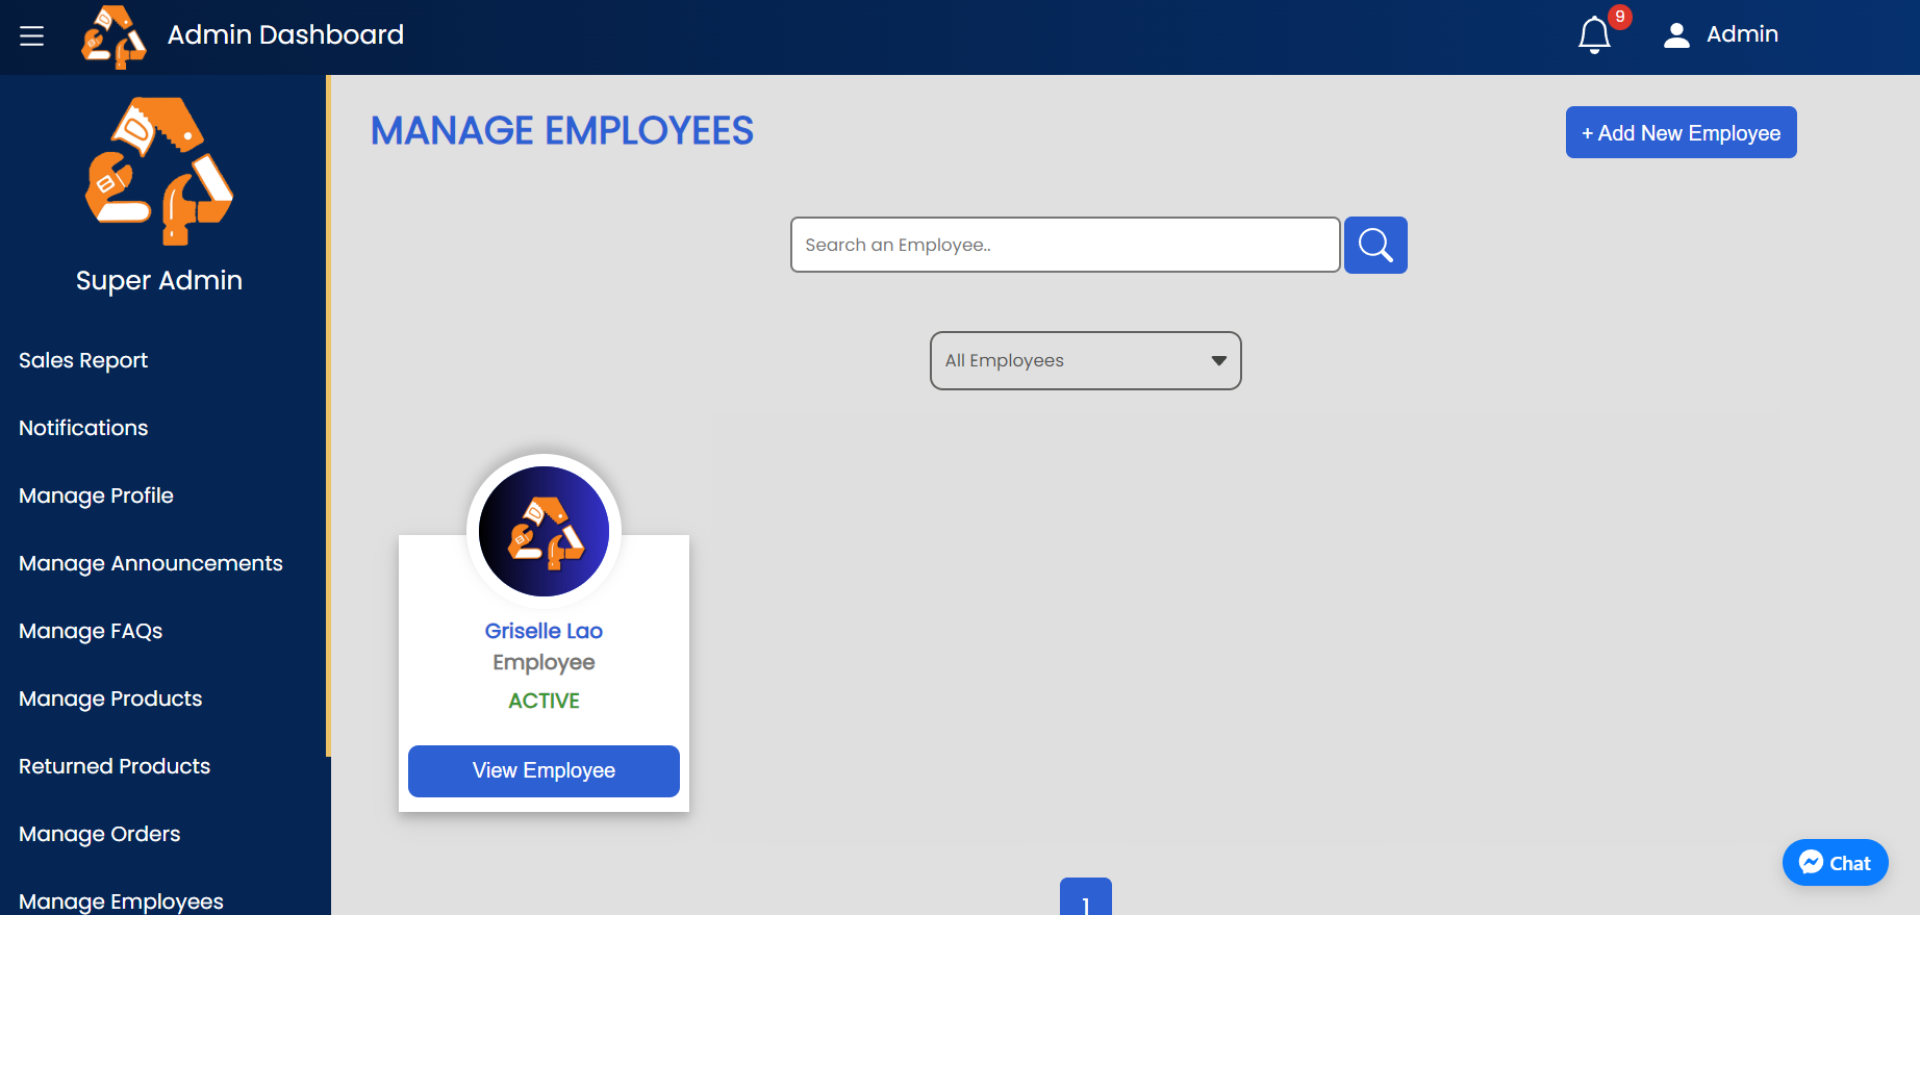 Admin Dashboard
9
Admin
Super Admin
Sales Report
Notifications
Manage Profile
Manage Announcements
Manage FAQs
Manage Products
Returned Products
Manage Orders
Manage Employees
MANAGE EMPLOYEES
+ Add New Employee
Search an Employee..
All Employees
Griselle Lao
Employee
ACTIVE
View Employee
1
Chat